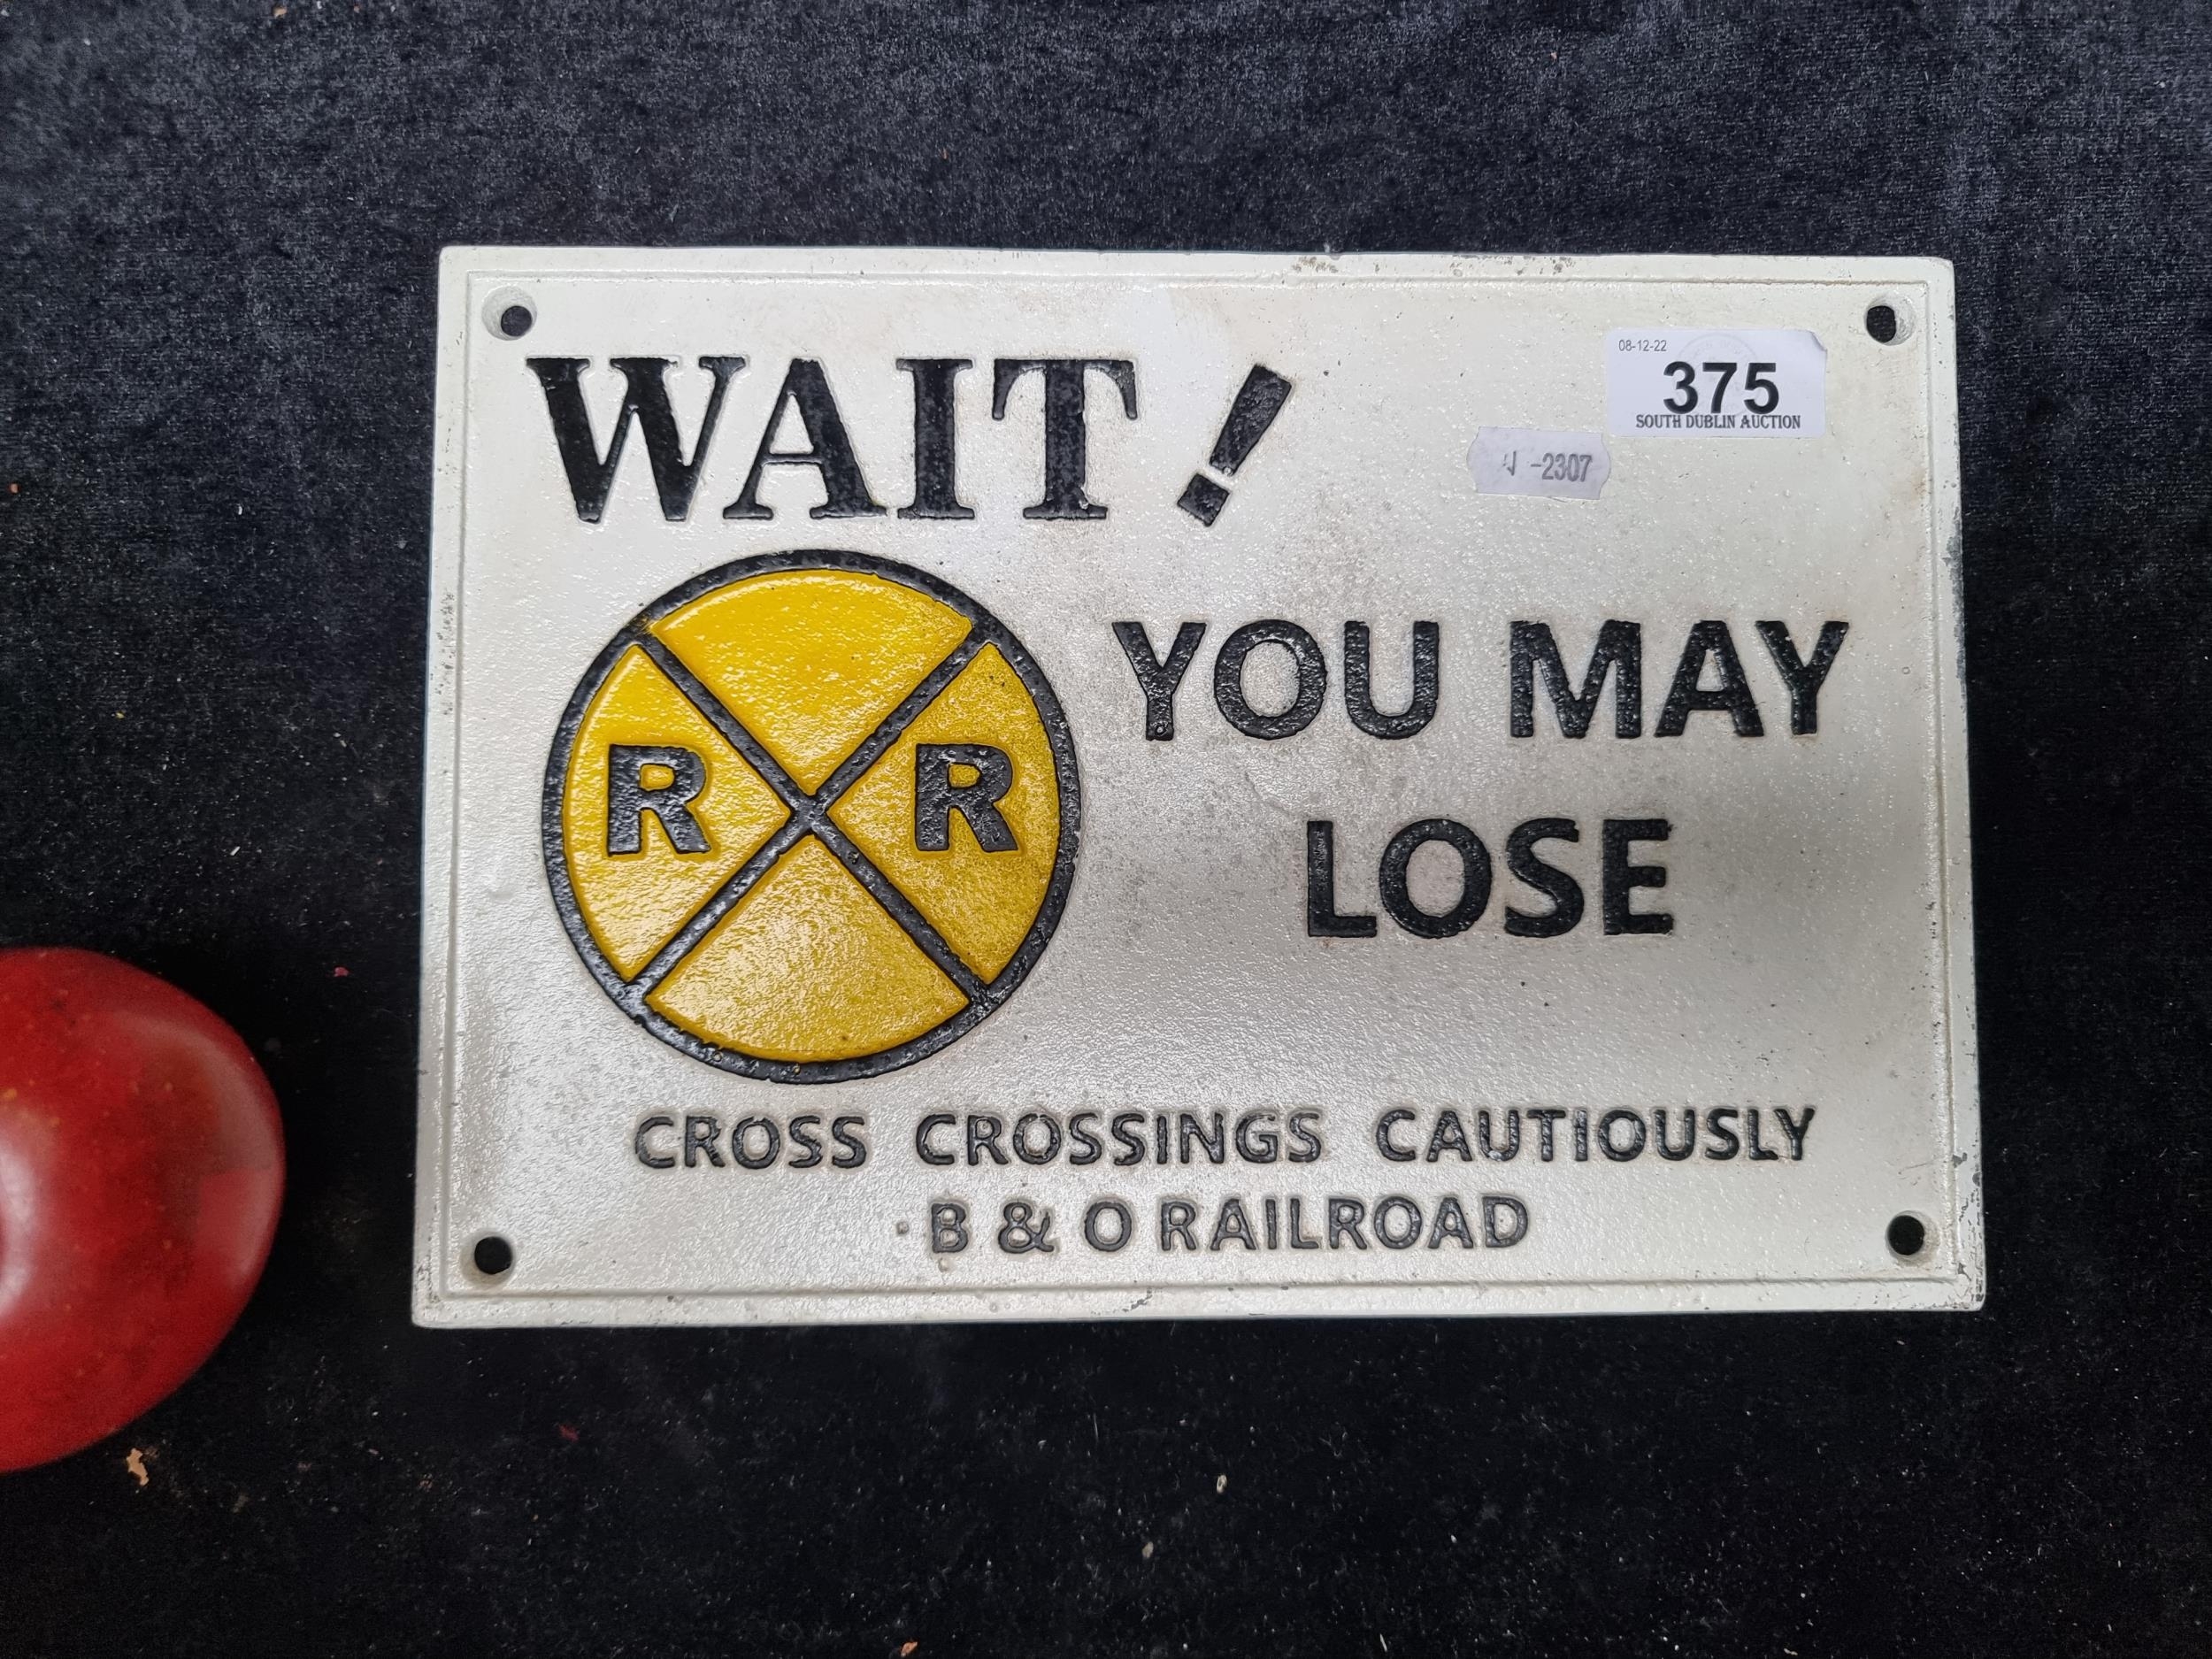 WAIT !
08-12-22
375
SOUTH DUBLIN AUCTION
-2307
R R
YOU MAY
LOSE
CROSS CROSSINGS CAUTIOUSLY
B & O RAILROAD